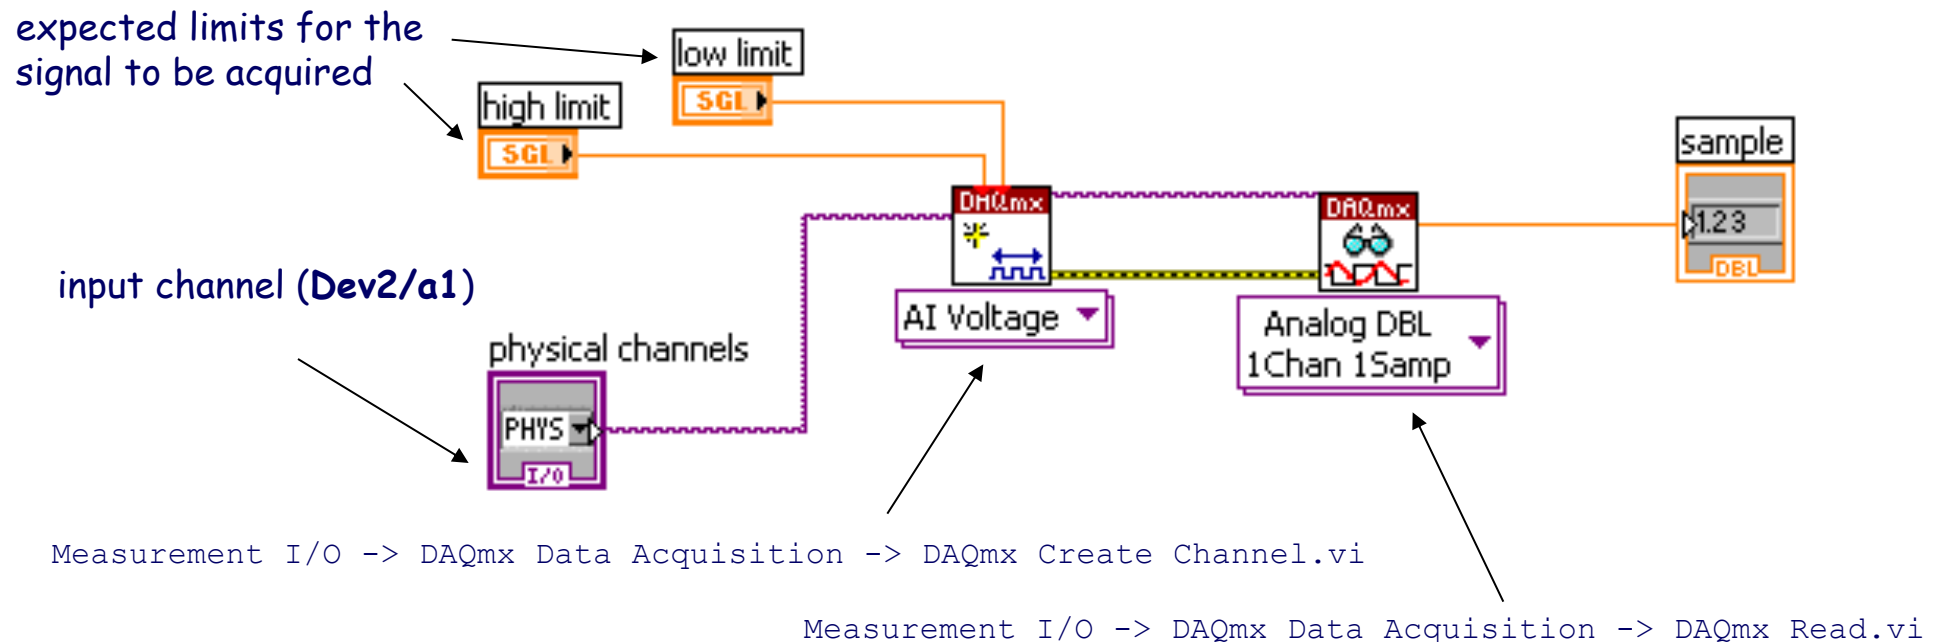 expected limits for the
signal to be acquired
low limit
SGL
high limit
SGL
sample
1.23
DBL
DAQmx
DAQmx
input channel (Dev2/a1)
AI Voltage
Analog DBL
1Chan 1Samp
physical channels
PHYS
I/O
Measurement I/O -> DAQmx Data Acquisition -> DAQmx Create Channel.vi
Measurement I/O -> DAQmx Data Acquisition -> DAQmx Read.vi